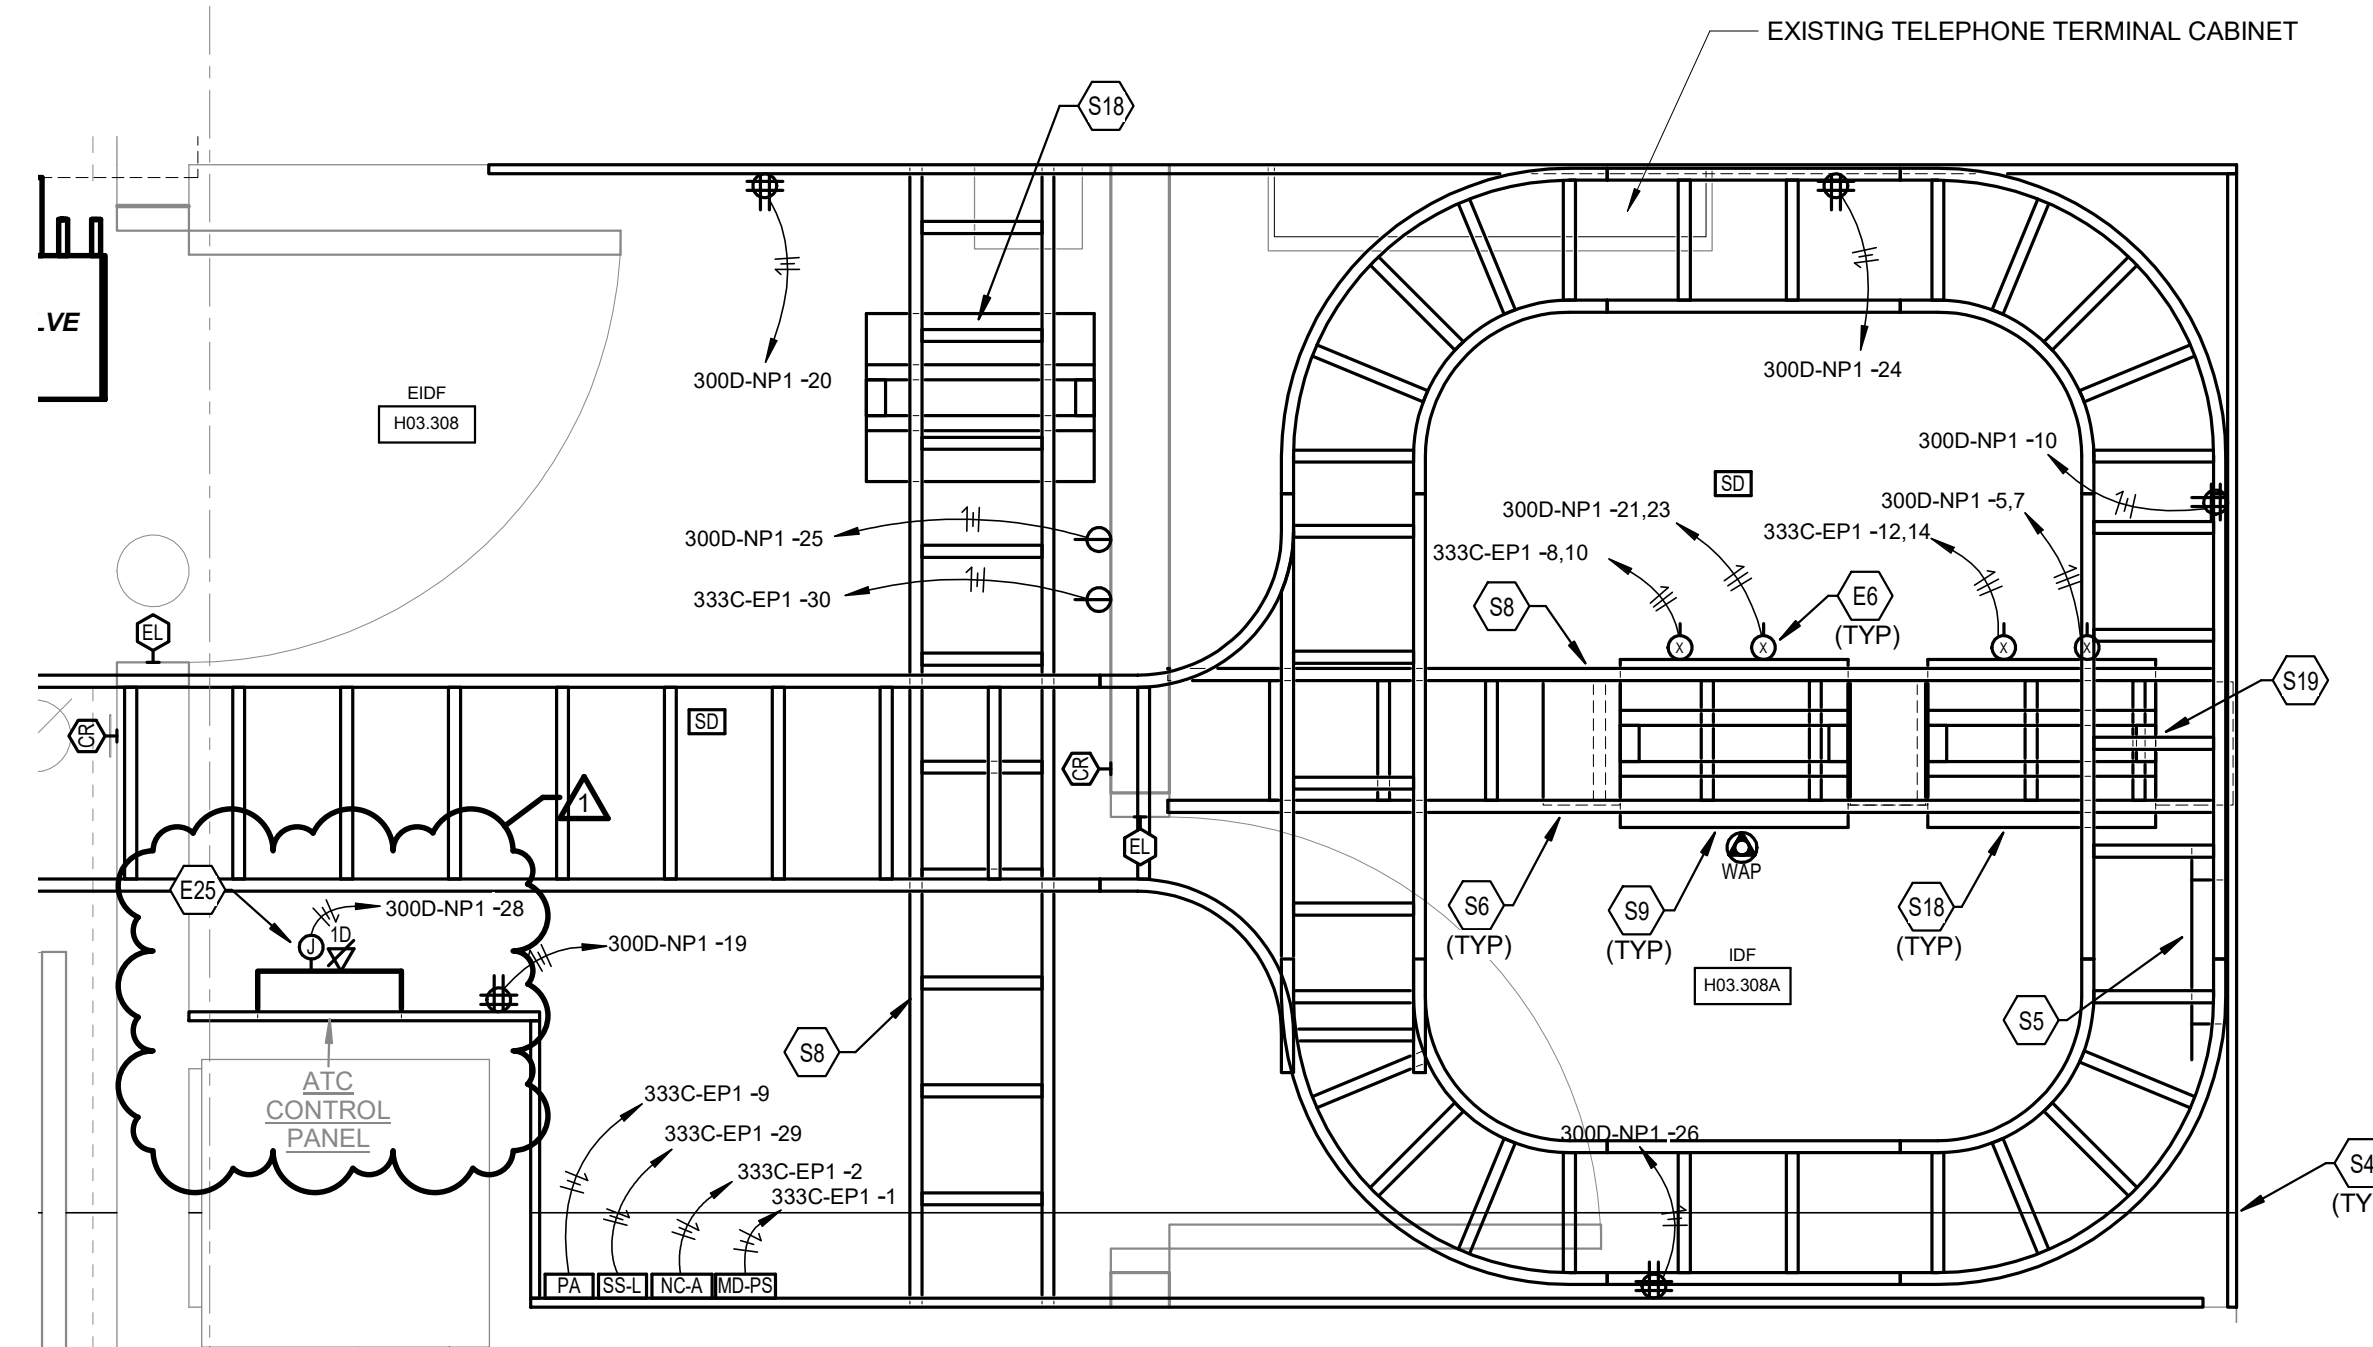 EXISTING TELEPHONE TERMINAL CABINET
S18
.VE
EIDF
H03.308
300D-NP1 -20
300D-NP1 -24
300D-NP1 -10
SD
300D-NP1 -21,23
300D-NP1 -5,7
333C-EP1 -12,14
333C-EP1 -8,10
300D-NP1 -25
333C-EP1 -30
S8
E6
(TYP)
EL
X
X
X
X
S19
SD
CR
CR
1
EL
WAP
E25
300D-NP1 -28
1D
J
300D-NP1 -19
S6
(TYP)
S9
(TYP)
S18
(TYP)
IDF
H03.308A
S5
S8
ATC
CONTROL
PANEL
333C-EP1 -9
333C-EP1 -29
333C-EP1 -2
333C-EP1 -1
300D-NP1 -26
S4
(TY
PA
SS-L
NC-A
MD-PS